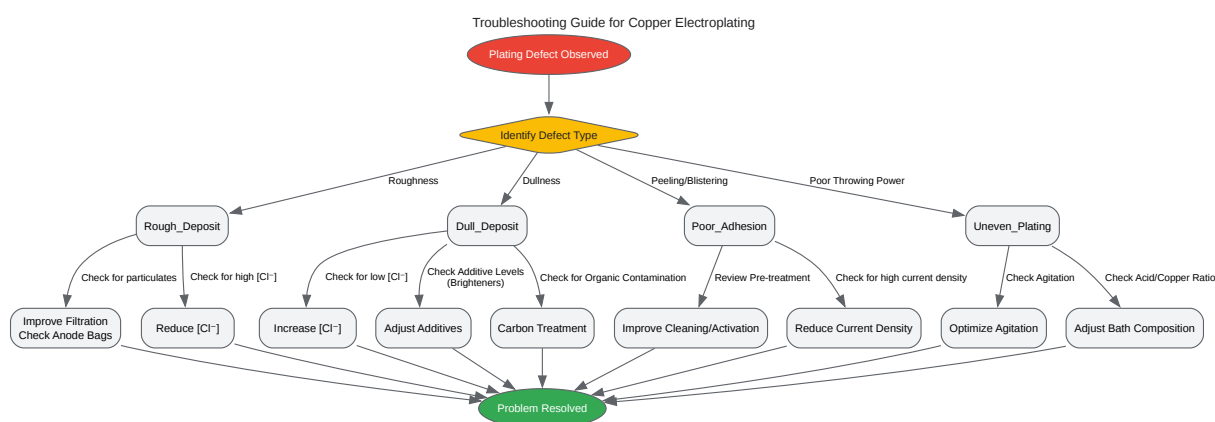 Troubleshooting Guide for Copper Electroplating
Plating Defect Observed
Identify Defect Type
Roughness
Dullness
Peeling/Blistering
Poor Throwing Power
Rough_Deposit
Dull_Deposit
Poor_Adhesion
Uneven_Plating
Check for particulates
Check for high [Cl⁻]
Check for low [Cl⁻]
Check Additive Levels
(Brighteners)
Check for Organic Contamination
Review Pre-treatment
Check for high current density
Check Agitation
Check Acid/Copper Ratio
Improve Filtration
Check Anode Bags
Reduce [Cl⁻]
Increase [Cl⁻]
Adjust Additives
Carbon Treatment
Improve Cleaning/Activation
Reduce Current Density
Optimize Agitation
Adjust Bath Composition
Problem Resolved